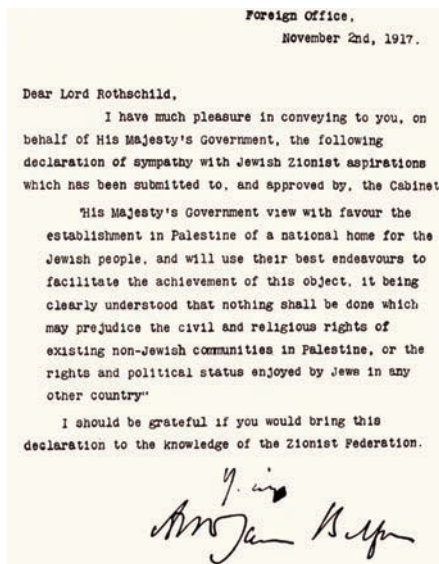 Foreign Office,
November 2nd, 1917.
Dear Lord Rothschild,
I have much pleasure in conveying to you, on
behalf of His Majesty's Government, the following
declaration of sympathy with Jewish Zionist aspirations
which has been submitted to, and approved by, the Cabinet
"His Majesty's Government view with favour the
establishment in Palestine of a national home for the
Jewish people, and will use their best endeavours to
facilitate the achievement of this object, it being
clearly understood that nothing shall be done which
may prejudice the civil and religious rights of
existing non-Jewish communities in Palestine, or the
rights and political status enjoyed by Jews in any
other country"
I should be grateful if you would bring this
declaration to the knowledge of the Zionist Federation.